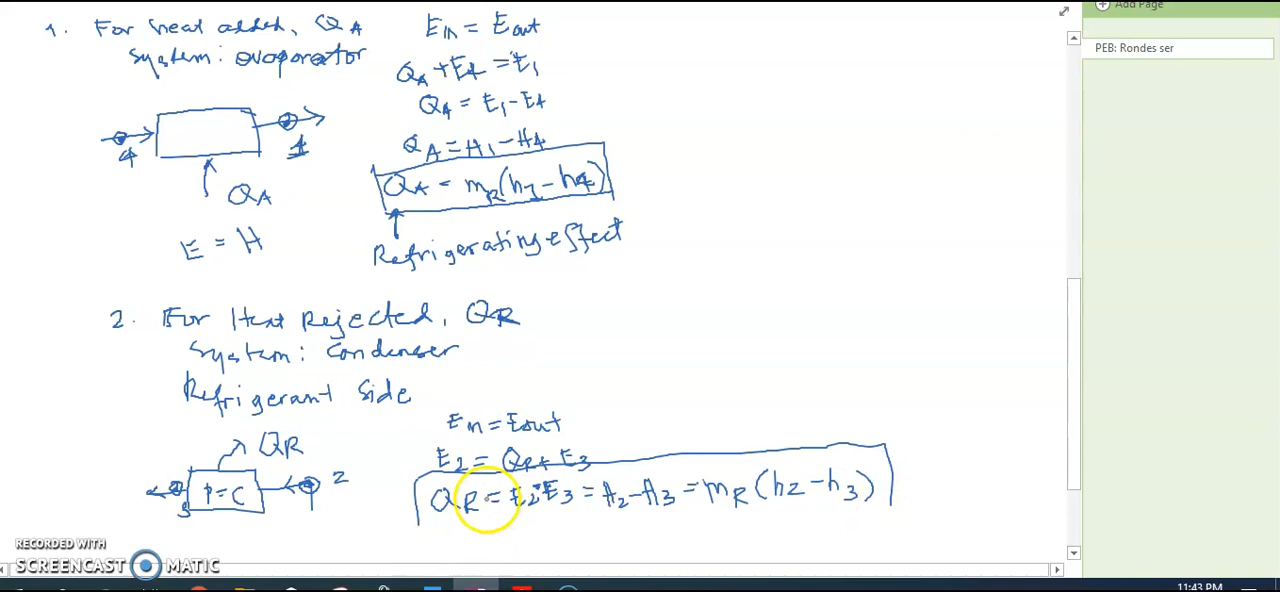 Add Page
PEB: Rondes ser
1. For heat added, QA
System: evaporator
4
1
QA
E = H
Ein = Eout
QA + E4 = E1
QA = E1 - E4
QA = H1 - H4
QA = mR(h1 - h4)
Refrigerating effect
2. For Heat Rejected, QR
System: Condenser
Refrigerant Side
QR
3
P=C
2
Ein = Eout
E2 = QR + E3
QR = E2 - E3 = H2 - H3 = mR (h2 - h3)
RECORDED WITH
SCREENCAST MATIC
11:43 PM